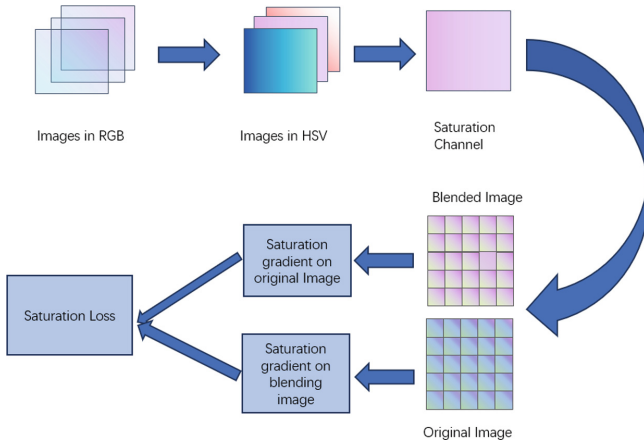 Images in RGB
Images in HSV
Saturation
Channel
Blended Image
Saturation
gradient on
original Image
Saturation Loss
Saturation
gradient on
blending
image
Original Image